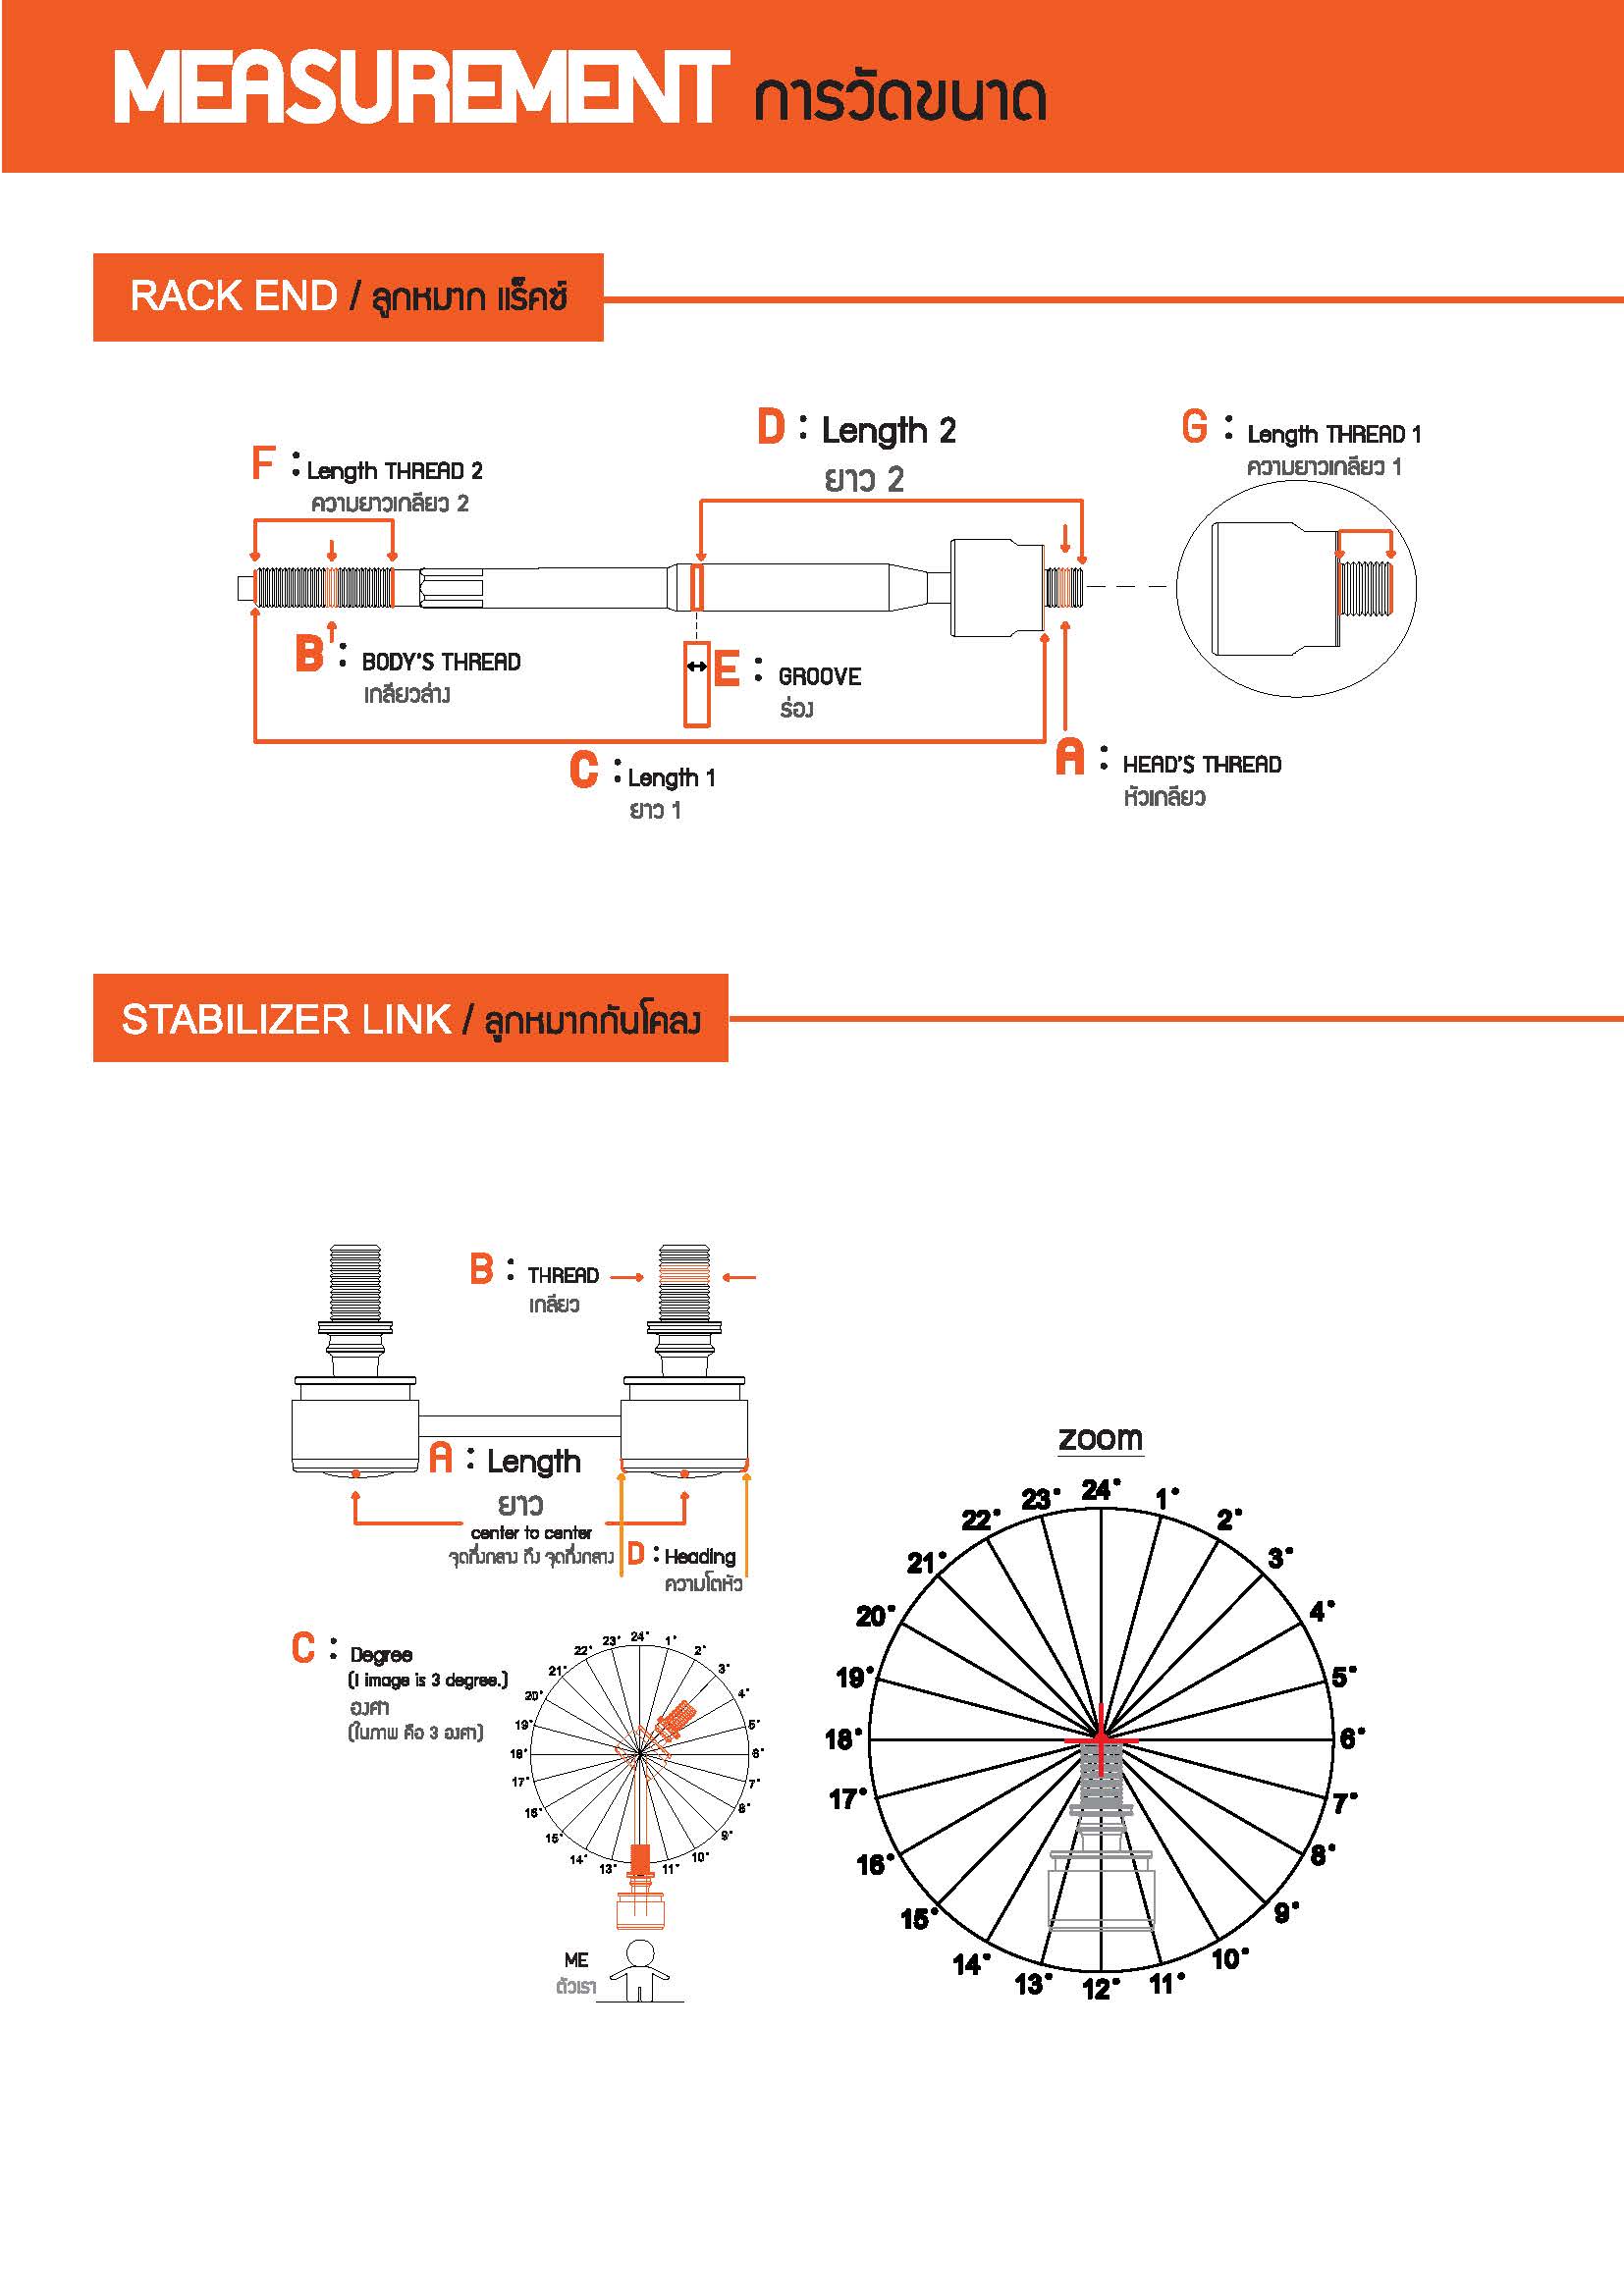 MEASUREMENT การวัดขนาด
RACK END / ลูกหมาก แร็คซ์
F : Length THREAD 2
ความยาวเกลียว 2
D : Length 2
ยาว 2
G : Length THREAD 1
ความยาวเกลียว 1
B : BODY'S THREAD
เกลียวล่าง
E : GROOVE
ร่อง
C : Length 1
ยาว 1
A : HEAD'S THREAD
หัวเกลียว
STABILIZER LINK / ลูกหมากกันโคลง
B : THREAD
เกลียว
A : Length
ยาว
center to center
จุดกึ่งกลาง ถึง จุดกึ่งกลาง
D : Heading
ความโตหัว
C : Degree
(I image is 3 degree.)
องศา
(ในภาพ คือ 3 องศา)
24° 1° 2° 3° 4° 5° 6° 7° 8° 9° 10° 11° 13° 14° 15° 16° 17° 18° 19° 20° 21° 22° 23°
ME
ตัวเรา
zoom
24° 1° 2° 3° 4° 5° 6° 7° 8° 9° 10° 11° 12° 13° 14° 15° 16° 17° 18° 19° 20° 21° 22° 23°